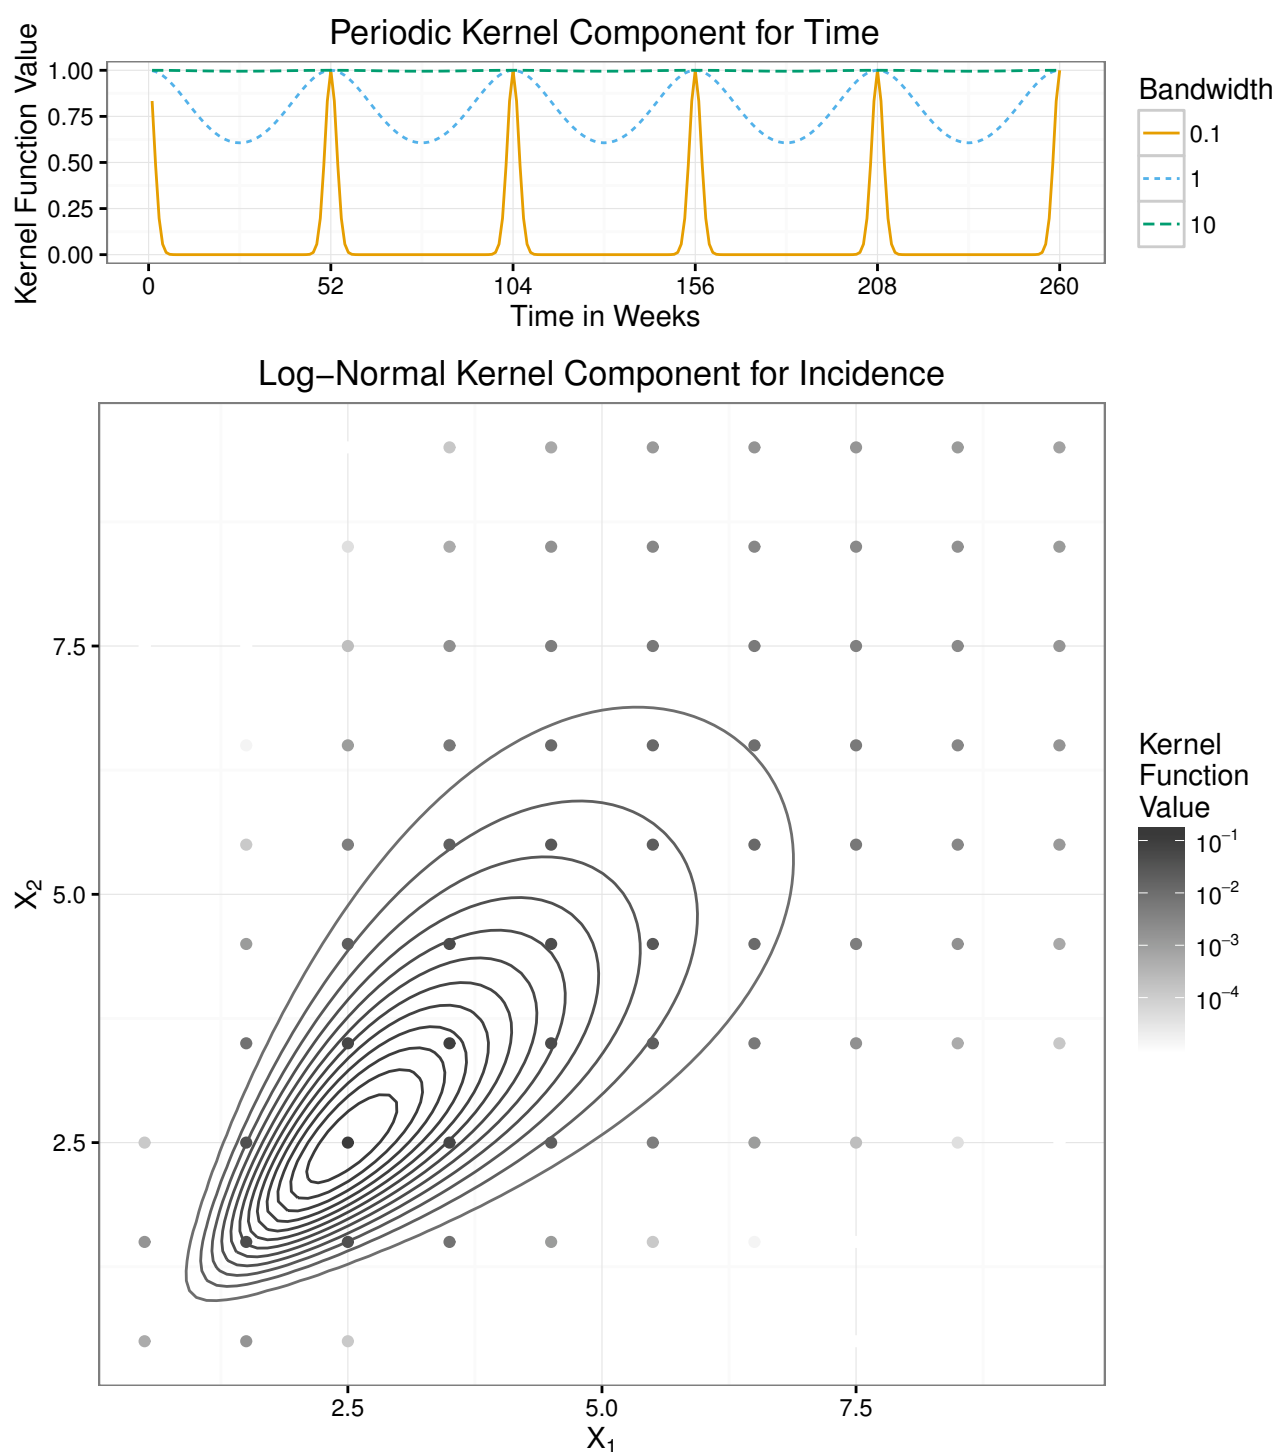 Periodic Kernel Component for Time
Kernel Function Value
1.00
0.75
0.50
0.25
0.00
0 52 104 156 208 260
Time in Weeks
Bandwidth
0.1
1
10
Log−Normal Kernel Component for Incidence
X₂
7.5
5.0
2.5
2.5 5.0 7.5
X₁
Kernel
Function
Value
10⁻¹
10⁻²
10⁻³
10⁻⁴